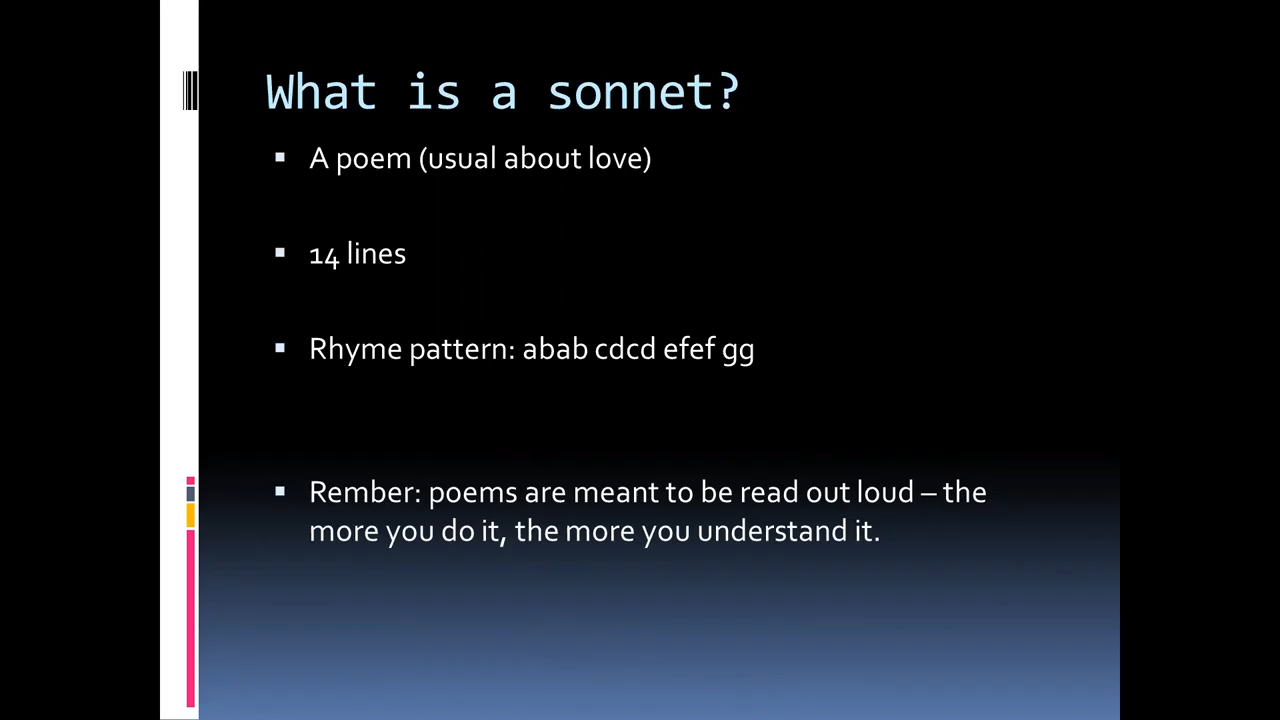 What is a sonnet?
▪ A poem (usual about love)
▪ 14 lines
▪ Rhyme pattern: abab cdcd efef gg
▪ Rember: poems are meant to be read out loud – the
more you do it, the more you understand it.